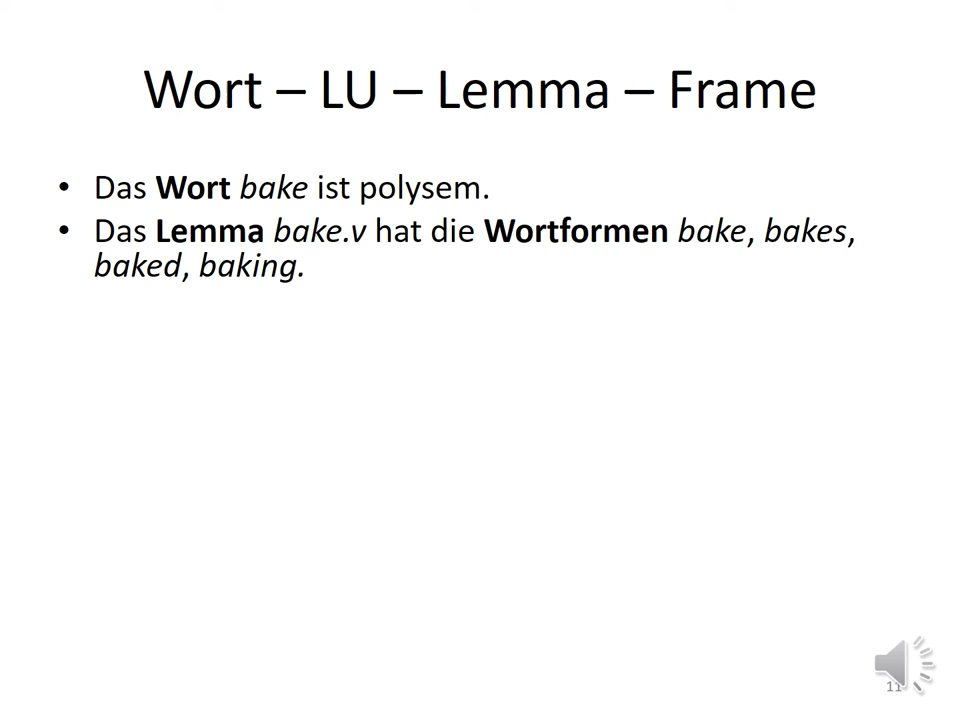 Wort – LU – Lemma – Frame
• Das Wort bake ist polysem.
• Das Lemma bake.v hat die Wortformen bake, bakes,
baked, baking.
11